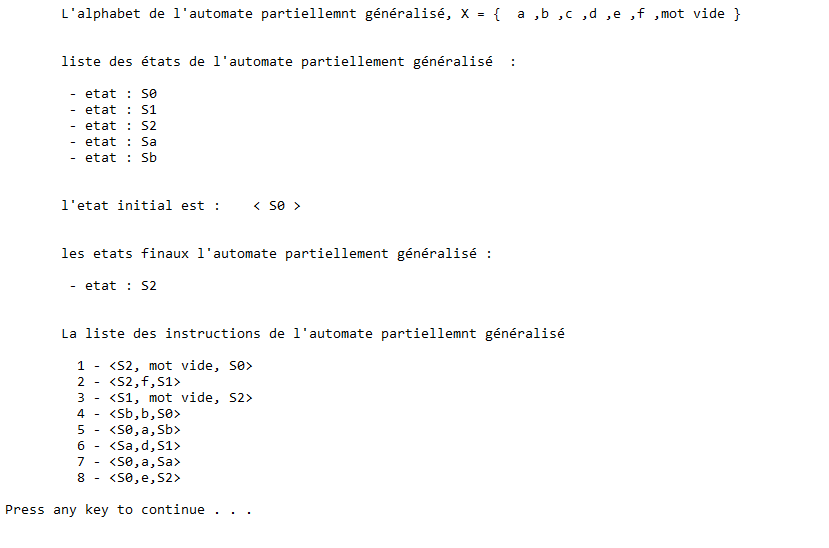 L'alphabet de l'automate partiellemnt généralisé, X = {  a ,b ,c ,d ,e ,f ,mot vide }
liste des états de l'automate partiellement généralisé  :
- etat : S0
- etat : S1
- etat : S2
- etat : Sa
- etat : Sb
l'etat initial est :    < S0 >
les etats finaux l'automate partiellement généralisé :
- etat : S2
La liste des instructions de l'automate partiellemnt généralisé
1 - <S2, mot vide, S0>
2 - <S2,f,S1>
3 - <S1, mot vide, S2>
4 - <Sb,b,S0>
5 - <S0,a,Sb>
6 - <Sa,d,S1>
7 - <S0,a,Sa>
8 - <S0,e,S2>
Press any key to continue . . .